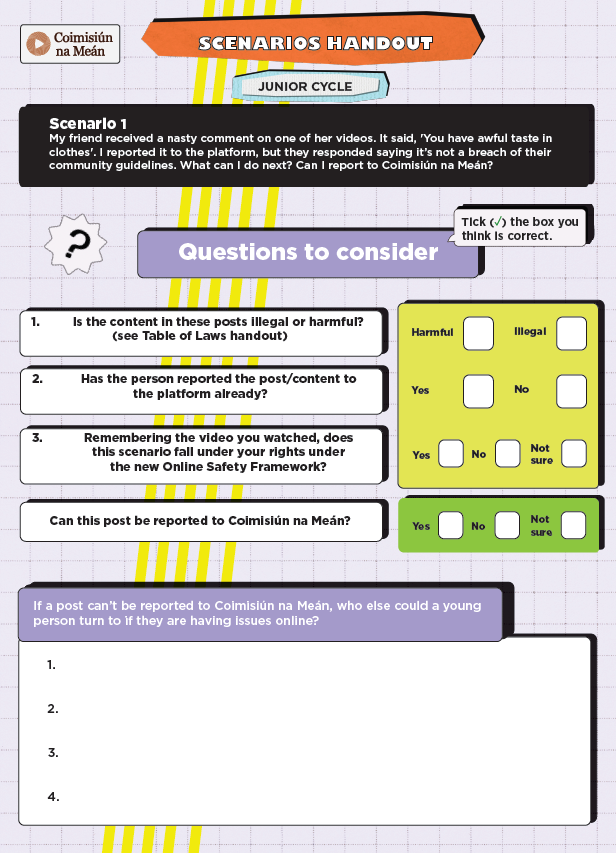 Coimisiún
na Meán
SCENARIOS HANDOUT
JUNIOR CYCLE
Scenario 1
My friend received a nasty comment on one of her videos. It said, 'You have awful taste in
clothes'. I reported it to the platform, but they responded saying it's not a breach of their
community guidelines. What can I do next? Can I report to Coimisiún na Meán?
?
Questions to consider
Tick (✓) the box you
think is correct.
1. Is the content in these posts illegal or harmful?
(see Table of Laws handout)
Harmful Illegal
2. Has the person reported the post/content to
the platform already?
Yes No
3. Remembering the video you watched, does
this scenario fall under your rights under
the new Online Safety Framework?
Yes No Not
sure
Can this post be reported to Coimisiún na Meán?
Yes No Not
sure
If a post can't be reported to Coimisiún na Meán, who else could a young
person turn to if they are having issues online?
1.
2.
3.
4.